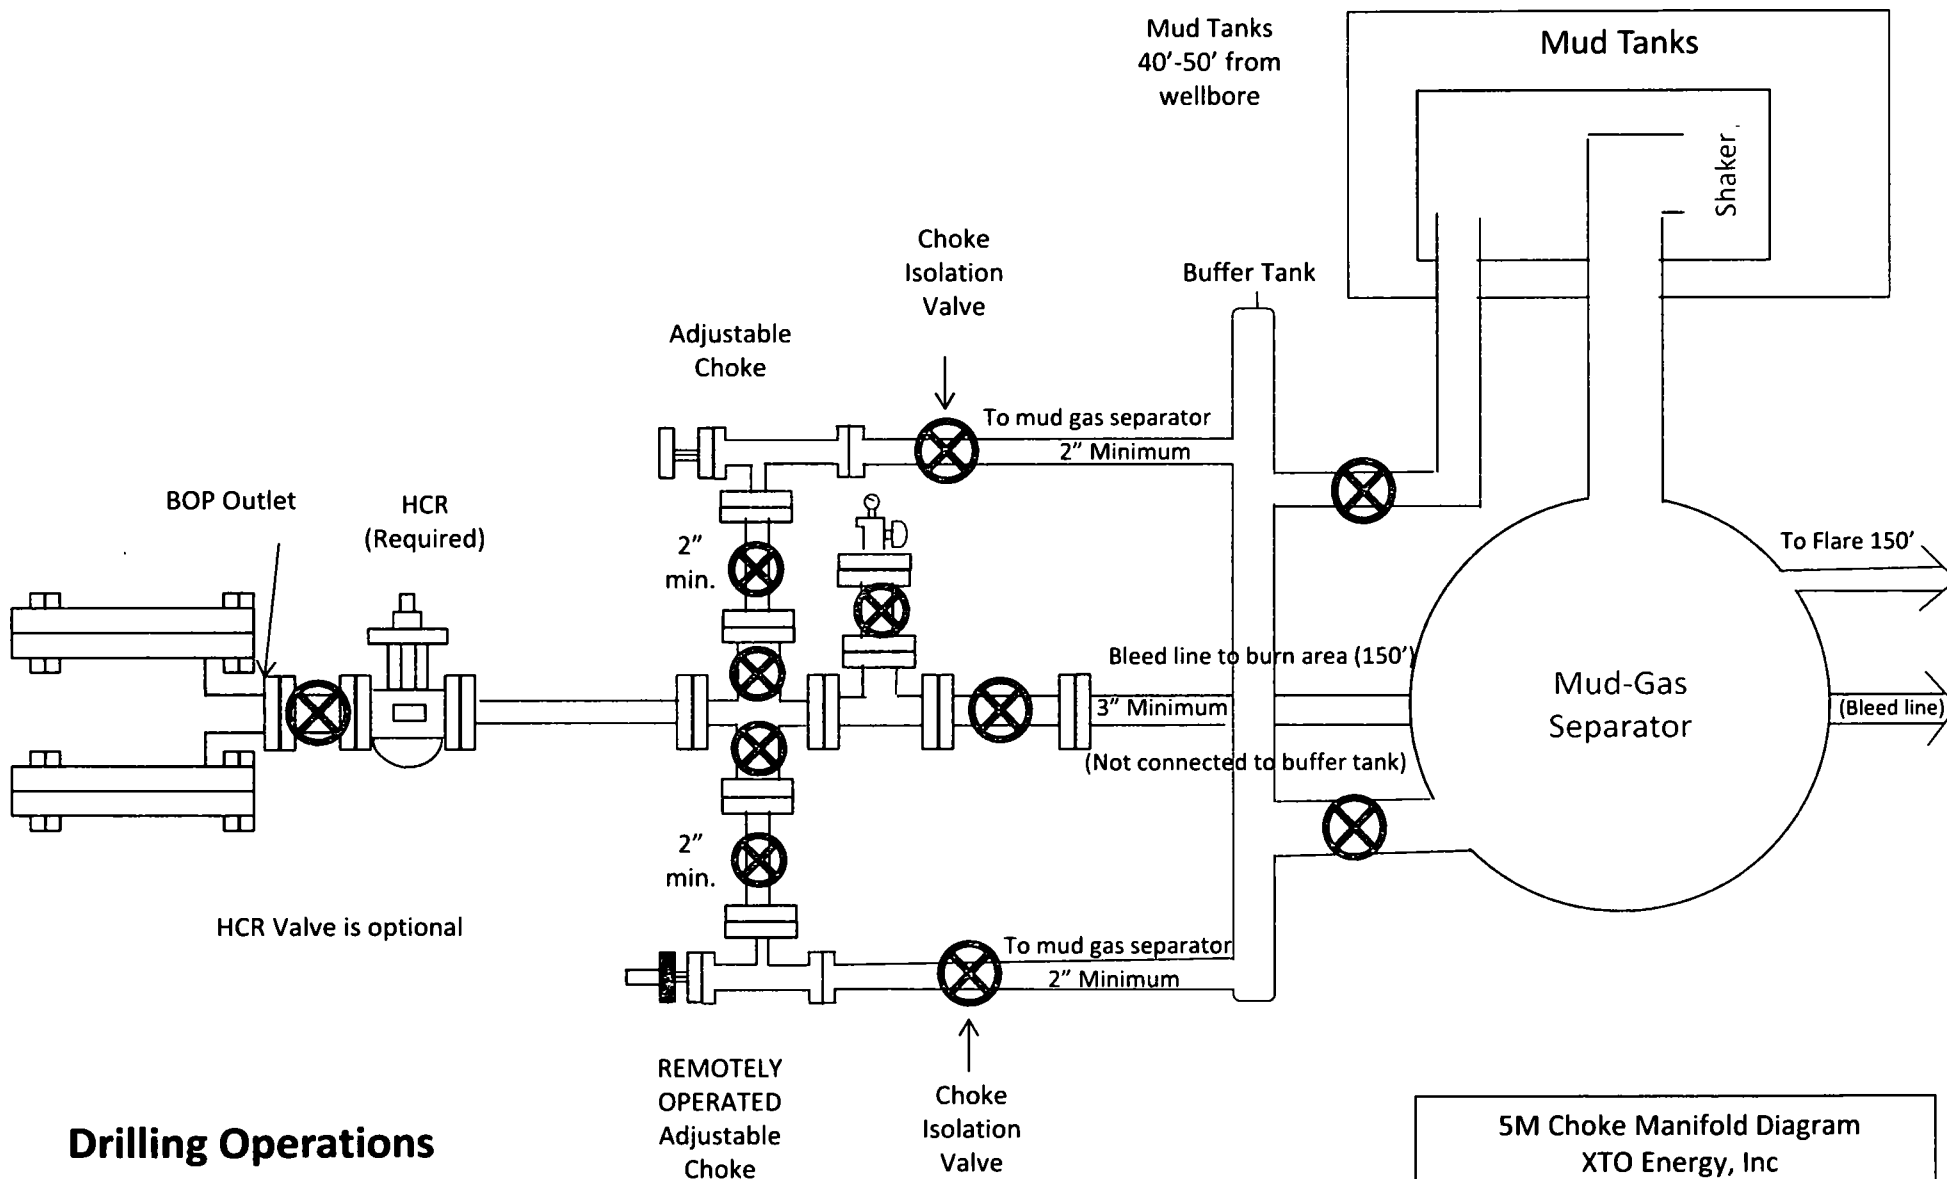 Mud Tanks
40’-50’ from
wellbore
Mud Tanks
Shaker
Choke
Isolation
Valve
Buffer Tank
Adjustable
Choke
To mud gas separator
2” Minimum
BOP Outlet
HCR
(Required)
2”
min.
To Flare 150’
Bleed line to burn area (150’)
3” Minimum
(Not connected to buffer tank)
Mud-Gas
Separator
(Bleed line)
2”
min.
HCR Valve is optional
To mud gas separator
2” Minimum
REMOTELY
OPERATED
Adjustable
Choke
Choke
Isolation
Valve
Drilling Operations
5M Choke Manifold Diagram
XTO Energy, Inc